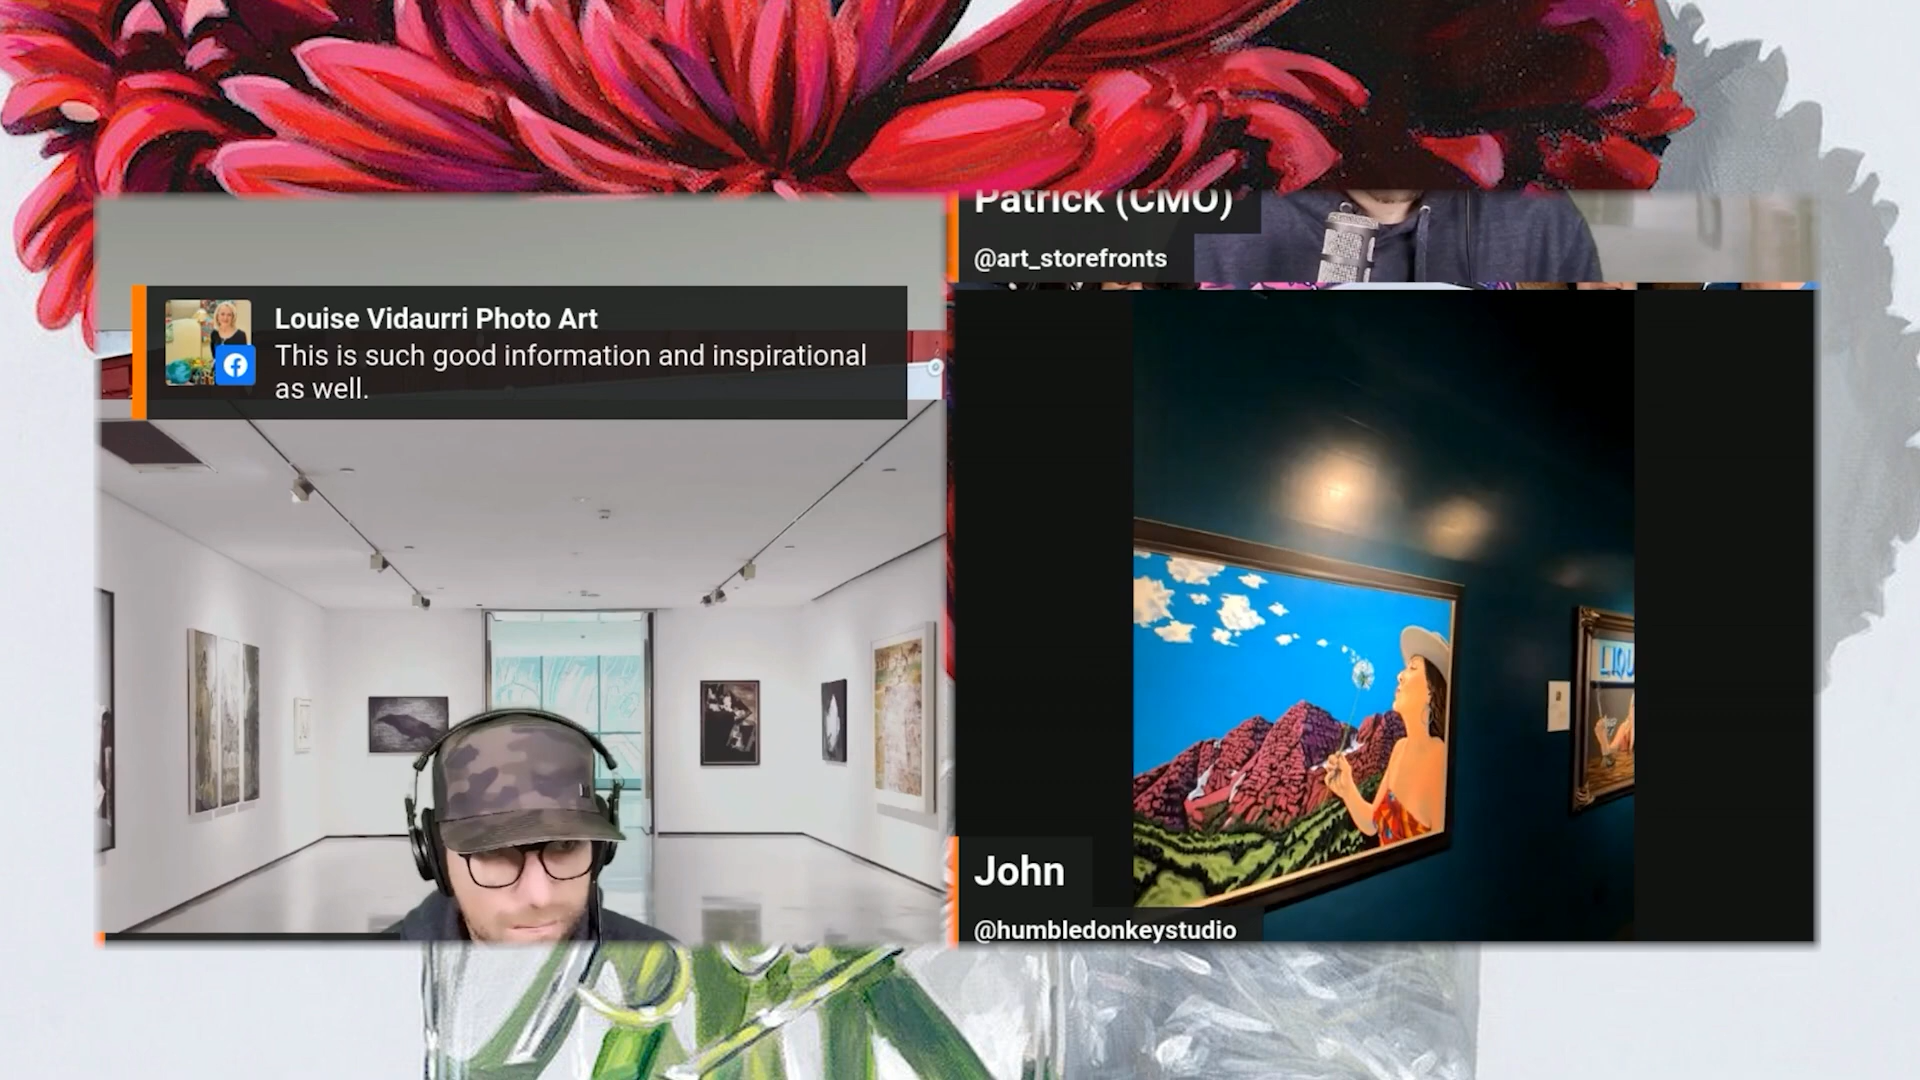 Patrick (CMO)
@art_storefronts
Louise Vidaurri Photo Art
This is such good information and inspirational
as well.
John
@humbledonkeystudio